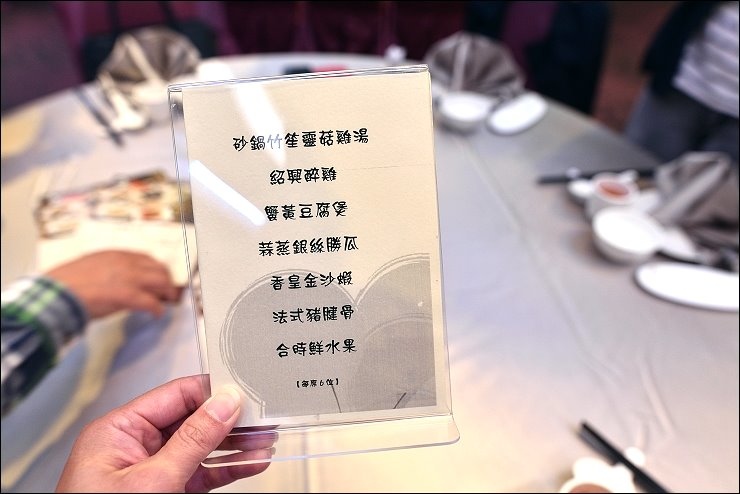 砂鍋竹笙靈菇雞湯
紹興醉雞
蟹黃豆腐煲
蒜蒸銀絲勝瓜
香皇金沙蝦
法式豬腱骨
合時鮮水果
【每席6位】